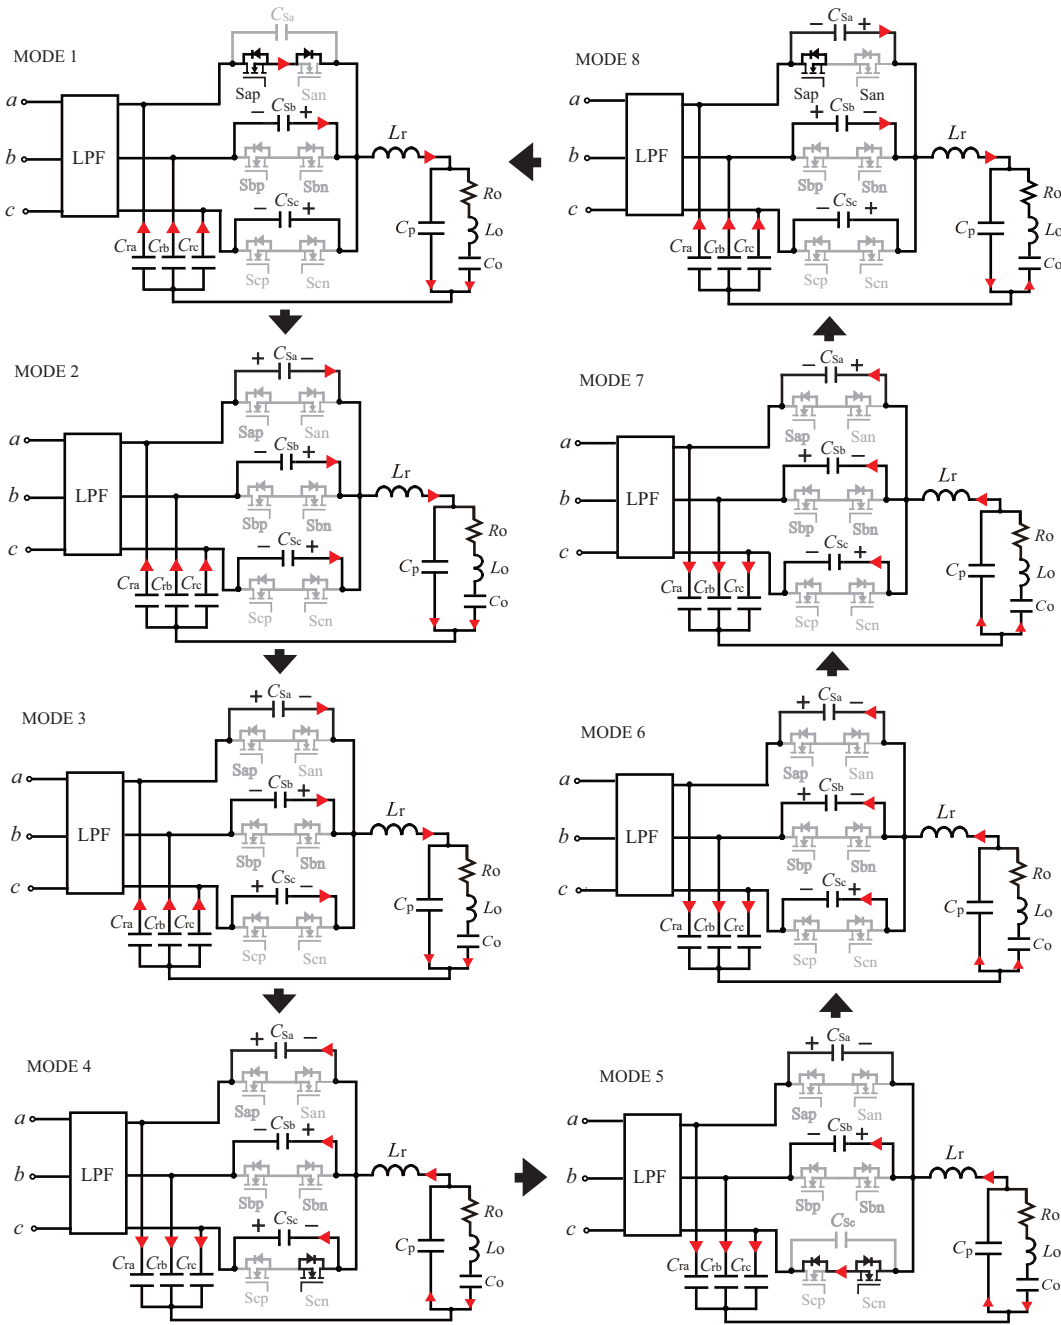 MODE 1
CSa
Sap San
a
b
c
LPF
− CSb +
Sbp Sbn
Lr
− CSc +
Scp Scn
Cra Crb Crc
Cp
Ro
Lo
Co
MODE 8
− CSa +
Sap San
a
b
c
LPF
− CSb +
Sbp Sbn
Lr
− CSc +
Scp Scn
Cra Crb Crc
Cp
Ro
Lo
Co
MODE 2
+ CSa −
Sap San
a
b
c
LPF
− CSb +
Sbp Sbn
Lr
− CSc +
Scp Scn
Cra Crb Crc
Cp
Ro
Lo
Co
MODE 7
− CSa +
Sap San
a
b
c
LPF
+ CSb −
Sbp Sbn
Lr
− CSc +
Scp Scn
Cra Crb Crc
Cp
Ro
Lo
Co
MODE 3
+ CSa −
Sap San
a
b
c
LPF
− CSb +
Sbp Sbn
Lr
+ CSc −
Scp Scn
Cra Crb Crc
Cp
Ro
Lo
Co
MODE 6
+ CSa −
Sap San
a
b
c
LPF
+ CSb −
Sbp Sbn
Lr
− CSc +
Scp Scn
Cra Crb Crc
Cp
Ro
Lo
Co
MODE 4
+ CSa −
Sap San
a
b
c
LPF
− CSb +
Sbp Sbn
Lr
+ CSc −
Scp Scn
Cra Crb Crc
Cp
Ro
Lo
Co
MODE 5
+ CSa −
Sap San
a
b
c
LPF
− CSb +
Sbp Sbn
Lr
CSc
Scp Scn
Cra Crb Crc
Cp
Ro
Lo
Co